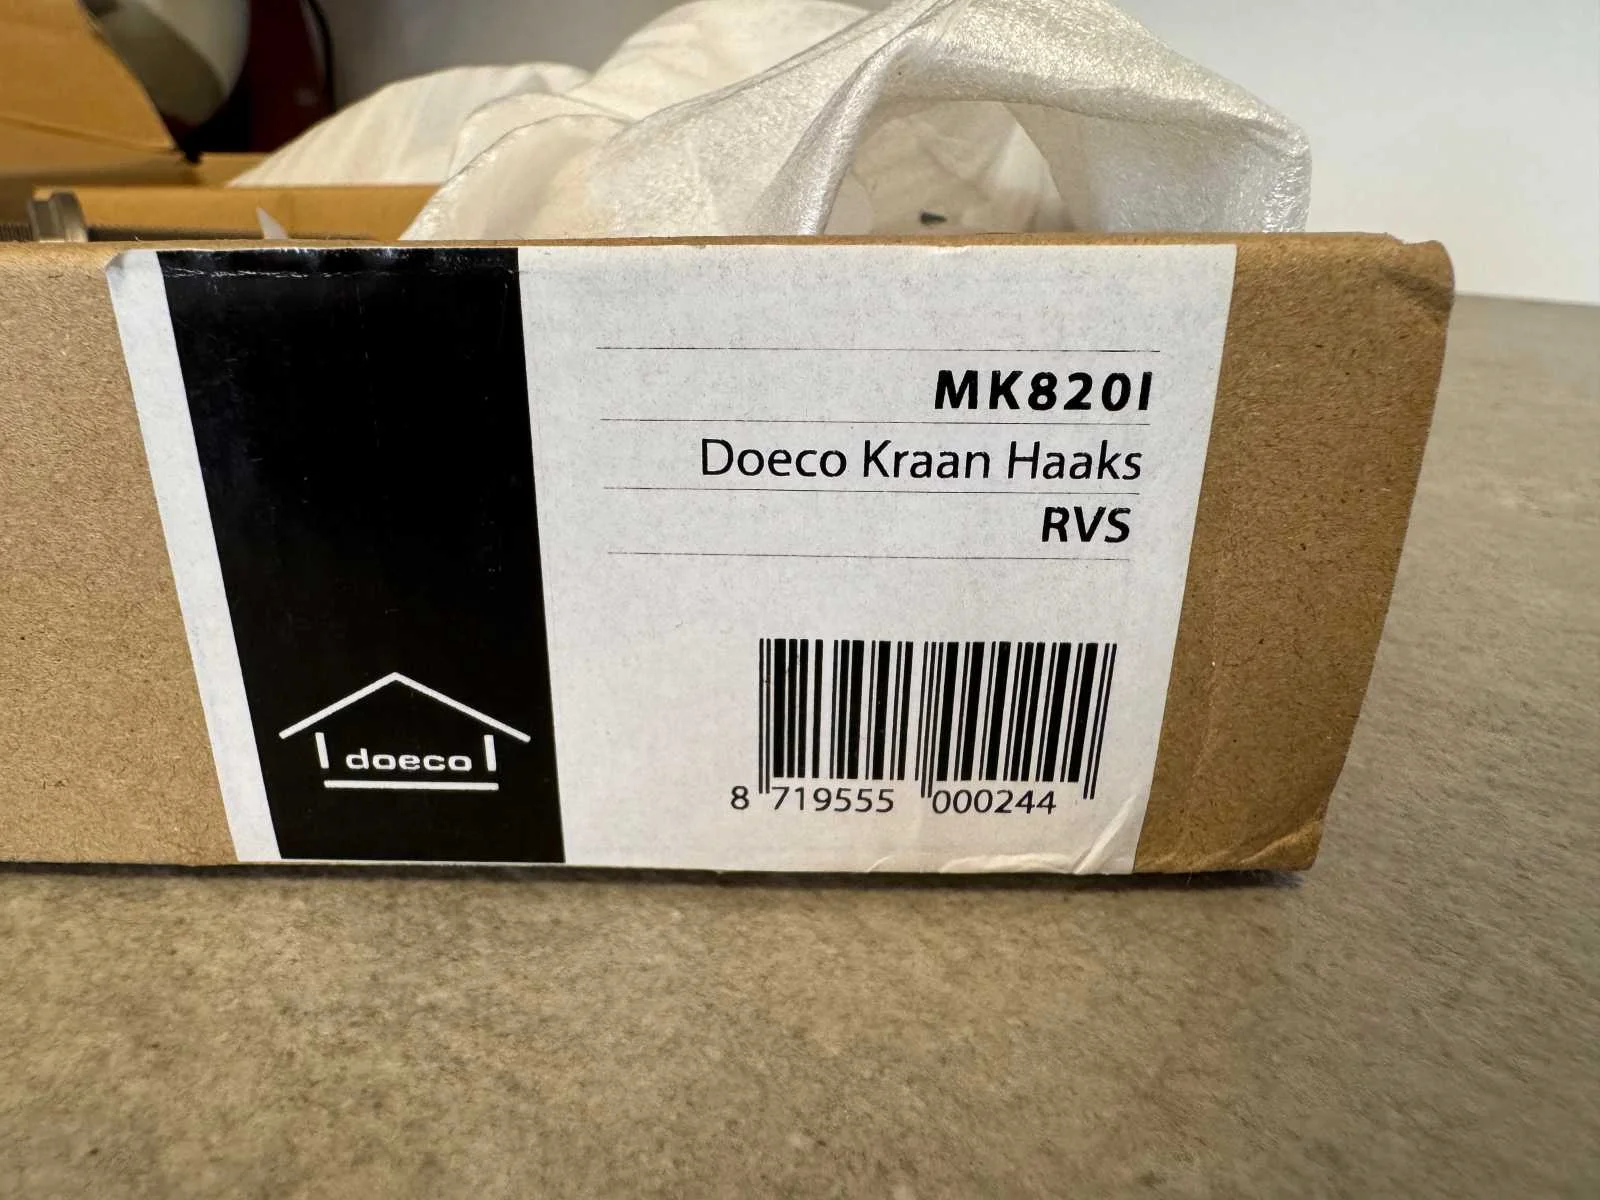 MK820I
Doeco Kraan Haaks
RVS
doeco
8 719555 000244